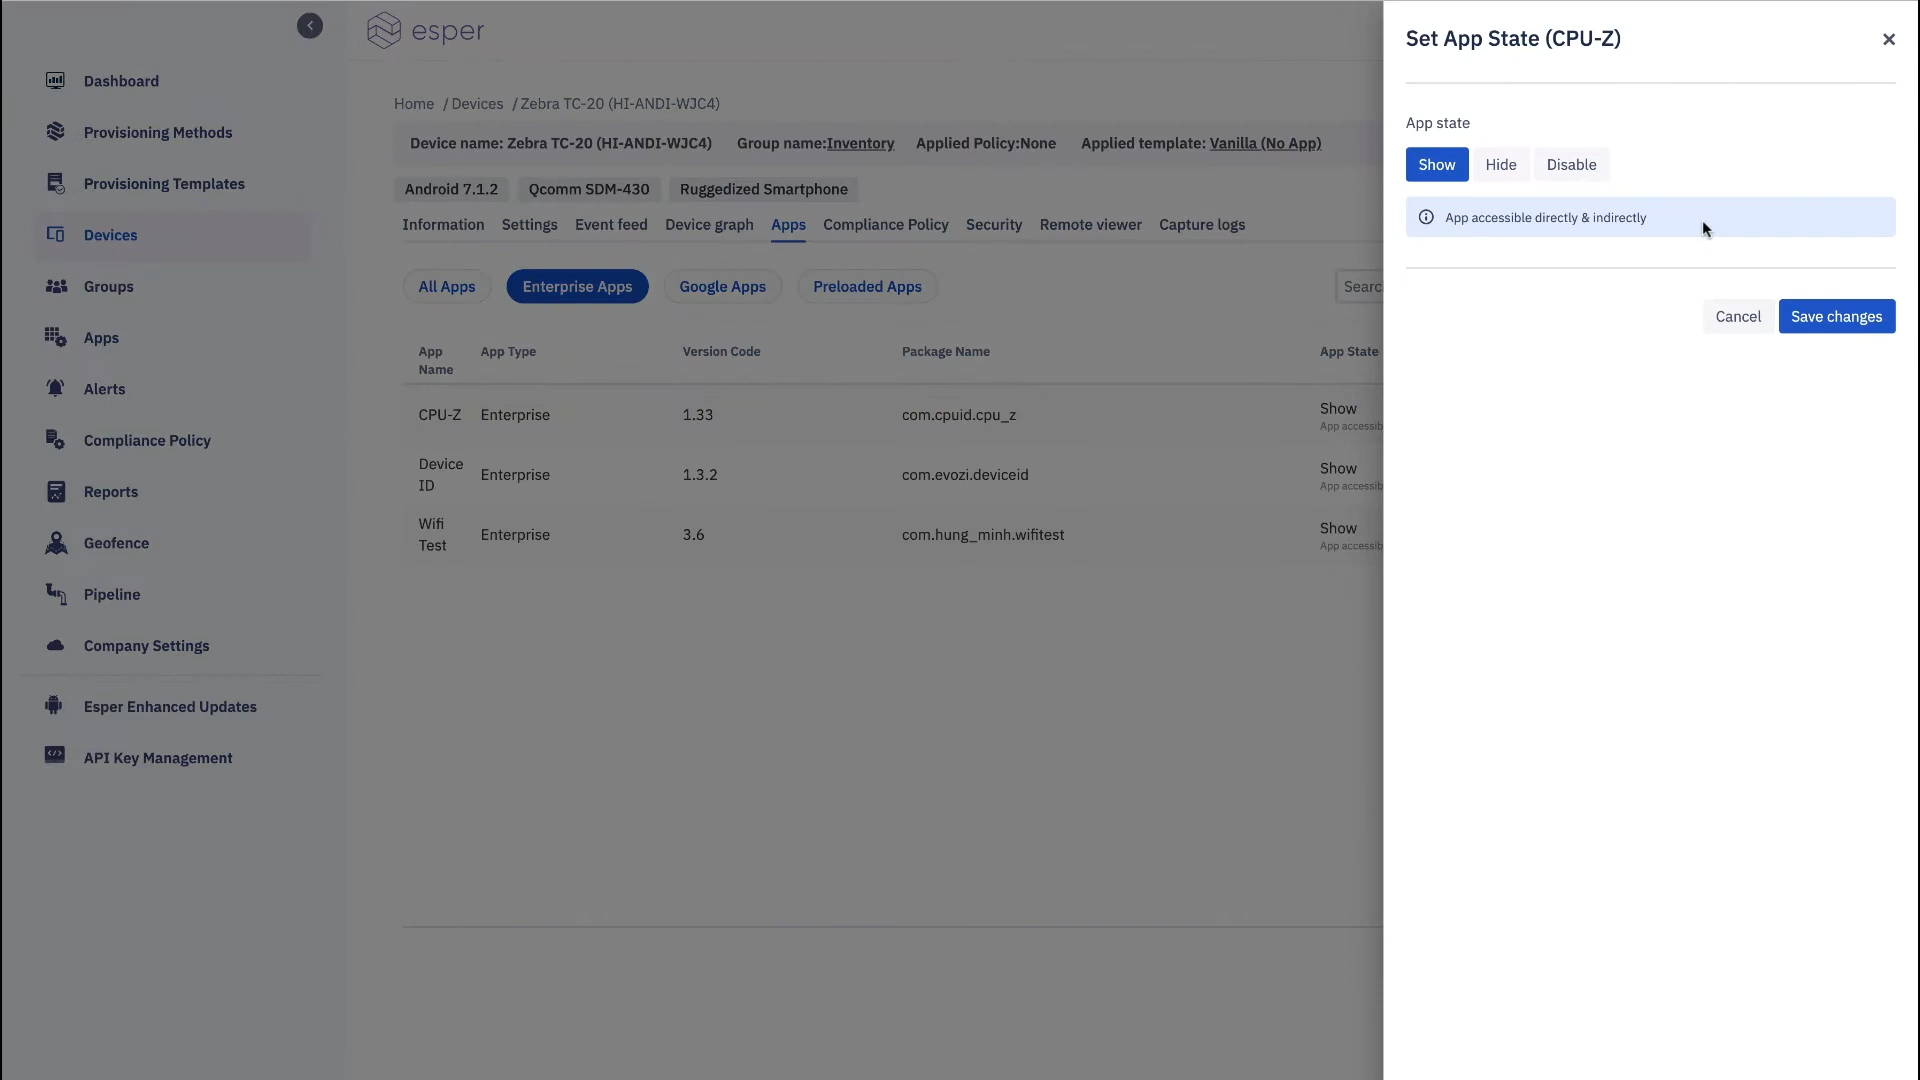 esper
Set App State (CPU-Z)
Dashboard
Provisioning Methods
Provisioning Templates
Devices
Groups
Apps
Alerts
Compliance Policy
Reports
Geofence
Pipeline
Company Settings
Esper Enhanced Updates
API Key Management
Home / Devices / Zebra TC-20 (HI-ANDI-WJC4)
Device name: Zebra TC-20 (HI-ANDI-WJC4) Group name:Inventory Applied Policy:None Applied template: Vanilla (No App)
Android 7.1.2 Qcomm SDM-430 Ruggedized Smartphone
Information Settings Event feed Device graph Apps Compliance Policy Security Remote viewer Capture logs
All Apps Enterprise Apps Google Apps Preloaded Apps Searc
App Name App Type Version Code Package Name App State
CPU-Z Enterprise 1.33 com.cpuid.cpu_z Show
App accessib
Device ID Enterprise 1.3.2 com.evozi.deviceid Show
App accessib
Wifi Test Enterprise 3.6 com.hung_minh.wifitest Show
App accessib
App state
Show Hide Disable
App accessible directly & indirectly
Cancel Save changes